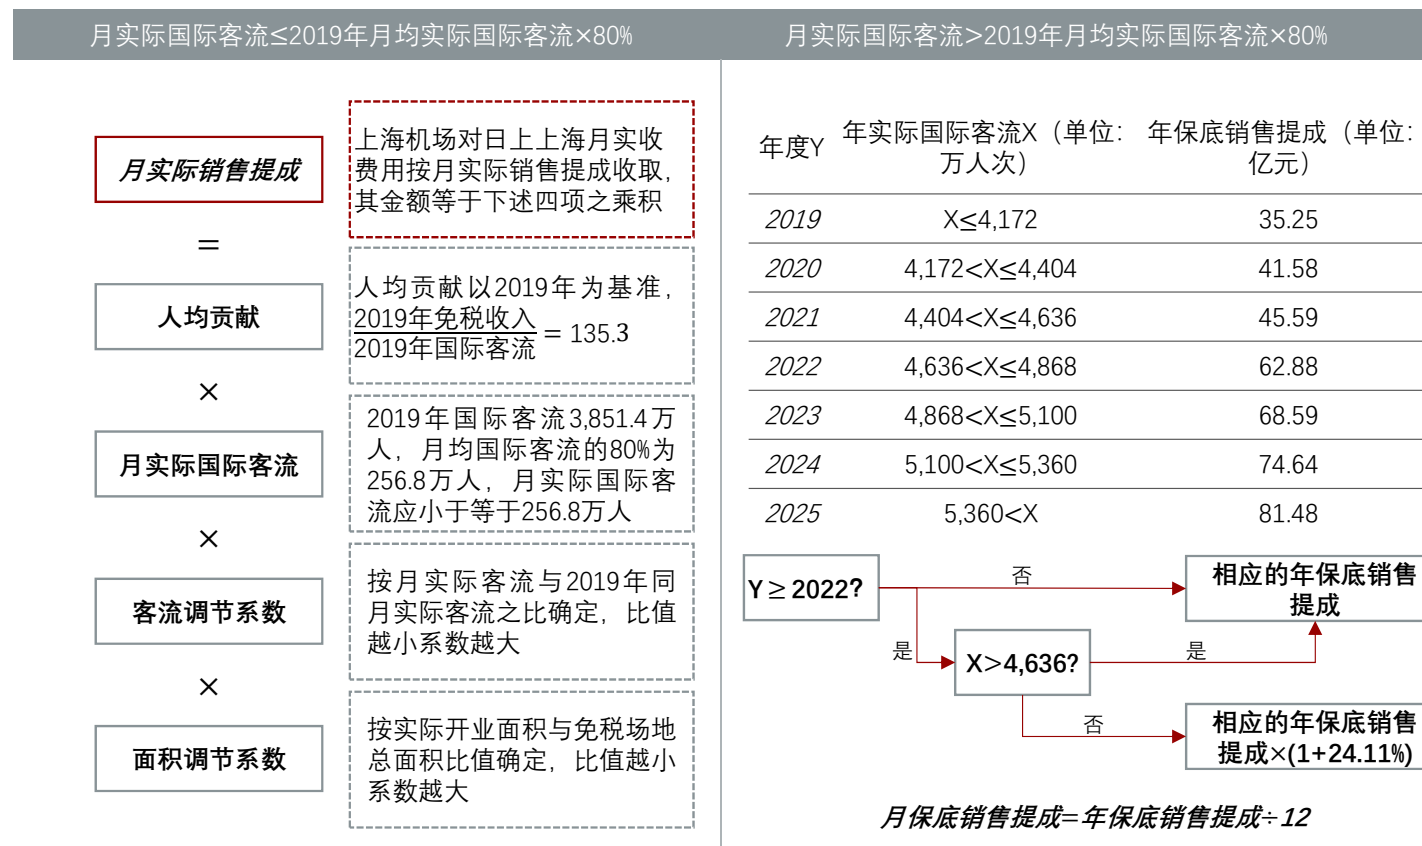 月实际国际客流≤2019年月均实际国际客流×80%
月实际销售提成
上海机场对日上上海月实收
费用按月实际销售提成收取，
其金额等于下述四项之乘积
=
人均贡献
人均贡献以2019年为基准，
2019年免税收入
2019年国际客流
= 135.3
×
月实际国际客流
2019年国际客流3,851.4万
人，月均国际客流的80%为
256.8万人，月实际国际客
流应小于等于256.8万人
×
客流调节系数
按月实际客流与2019年同
月实际客流之比确定，比值
越小系数越大
×
面积调节系数
按实际开业面积与免税场地
总面积比值确定，比值越小
系数越大
月实际国际客流>2019年月均实际国际客流×80%
年度Y 年实际国际客流X（单位： 年保底销售提成（单位：
万人次） 亿元）
2019 X≤4,172 35.25
2020 4,172<X≤4,404 41.58
2021 4,404<X≤4,636 45.59
2022 4,636<X≤4,868 62.88
2023 4,868<X≤5,100 68.59
2024 5,100<X≤5,360 74.64
2025 5,360<X 81.48
Y≥2022?
否
相应的年保底销售
提成
是
X>4,636?
是
否
相应的年保底销售
提成×(1+24.11%)
月保底销售提成=年保底销售提成÷12